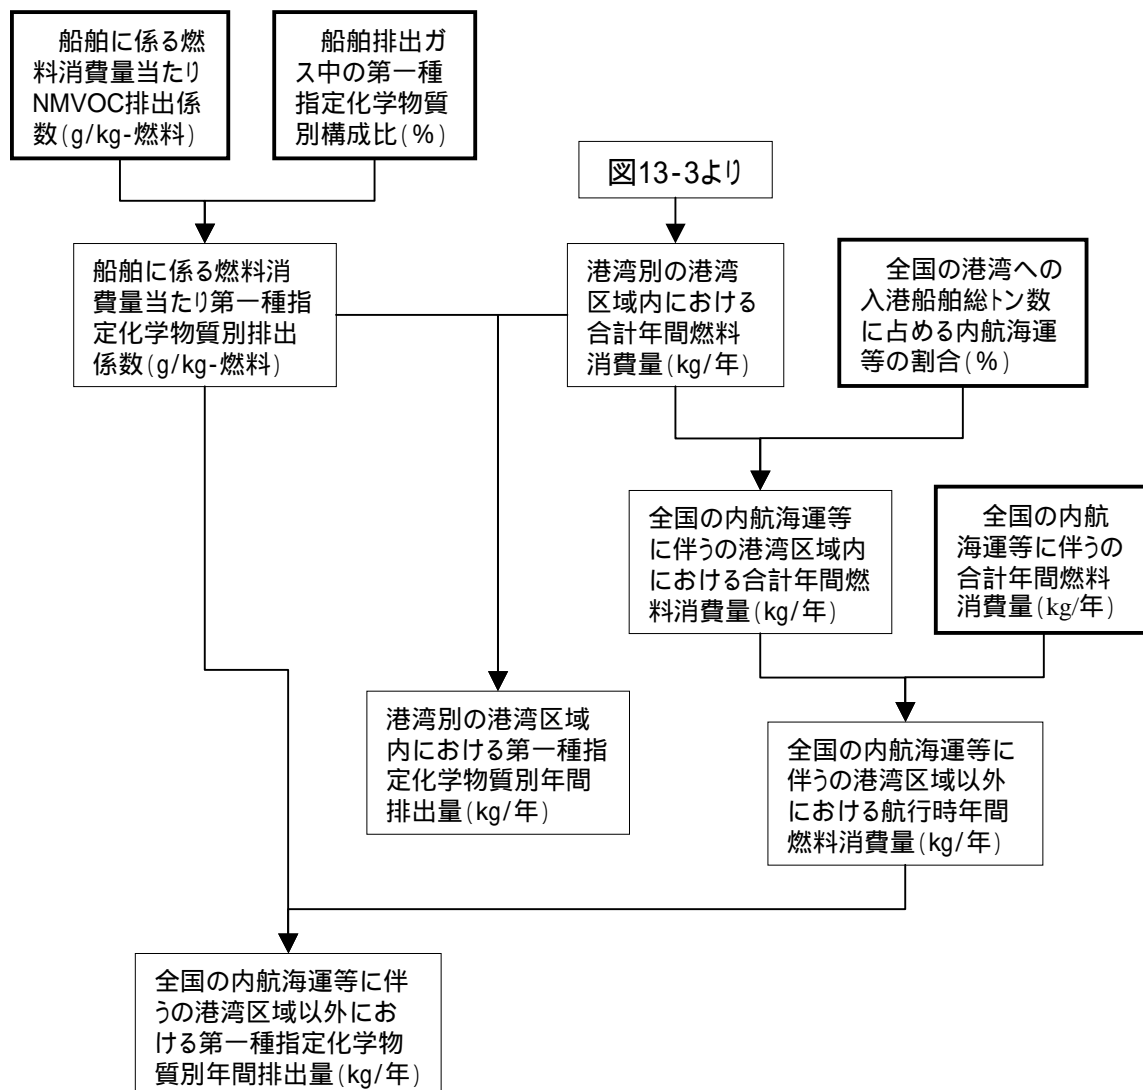 船舶に係る燃
料消費量当たり
NMVOC排出係
数(g/kg-燃料)
船舶排出ガ
ス中の第一種
指定化学物質
別構成比(%)
図13-3より
船舶に係る燃料消
費量当たり第一種指
定化学物質別排出
係数(g/kg-燃料)
港湾別の港湾
区域内における
合計年間燃料
消費量(kg/年)
全国の港湾への
入港船舶総トン数
に占める内航海運
等の割合(%)
全国の内航海運等
に伴うの港湾区域内
における合計年間燃
料消費量(kg/年)
全国の内航
海運等に伴うの
合計年間燃料
消費量(kg/年)
港湾別の港湾区域
内における第一種指
定化学物質別年間
排出量(kg/年)
全国の内航海運等に
伴うの港湾区域以外
における航行時年間
燃料消費量(kg/年)
全国の内航海運等に伴
うの港湾区域以外にお
ける第一種指定化学物
質別年間排出量(kg/年)